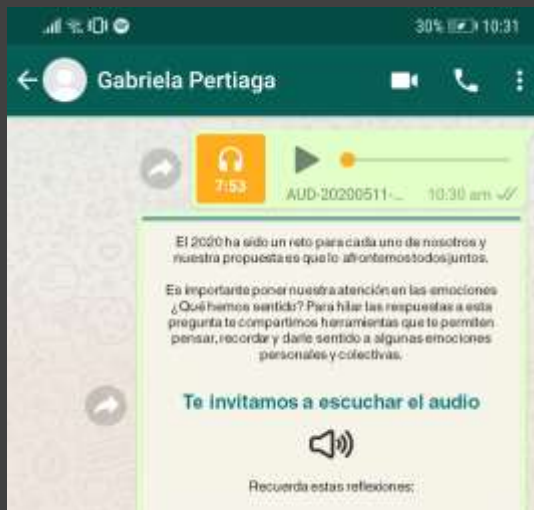 30% 10:31
Gabriela Pertiaga
7:53
AUD-20200511-...
10:30 am
El 2020 ha sido un reto para cada uno de nosotros y
nuestra propuesta es que lo afrontemos todos juntos.
Es importante poner nuestra atención en las emociones
¿Qué hemos sentido? Para hilar las respuestas a esta
pregunta te compartimos herramientas que te permiten
pensar, recordar y darle sentido a algunas emociones
personales y colectivas.
Te invitamos a escuchar el audio
Recuerda estas reflexiones: